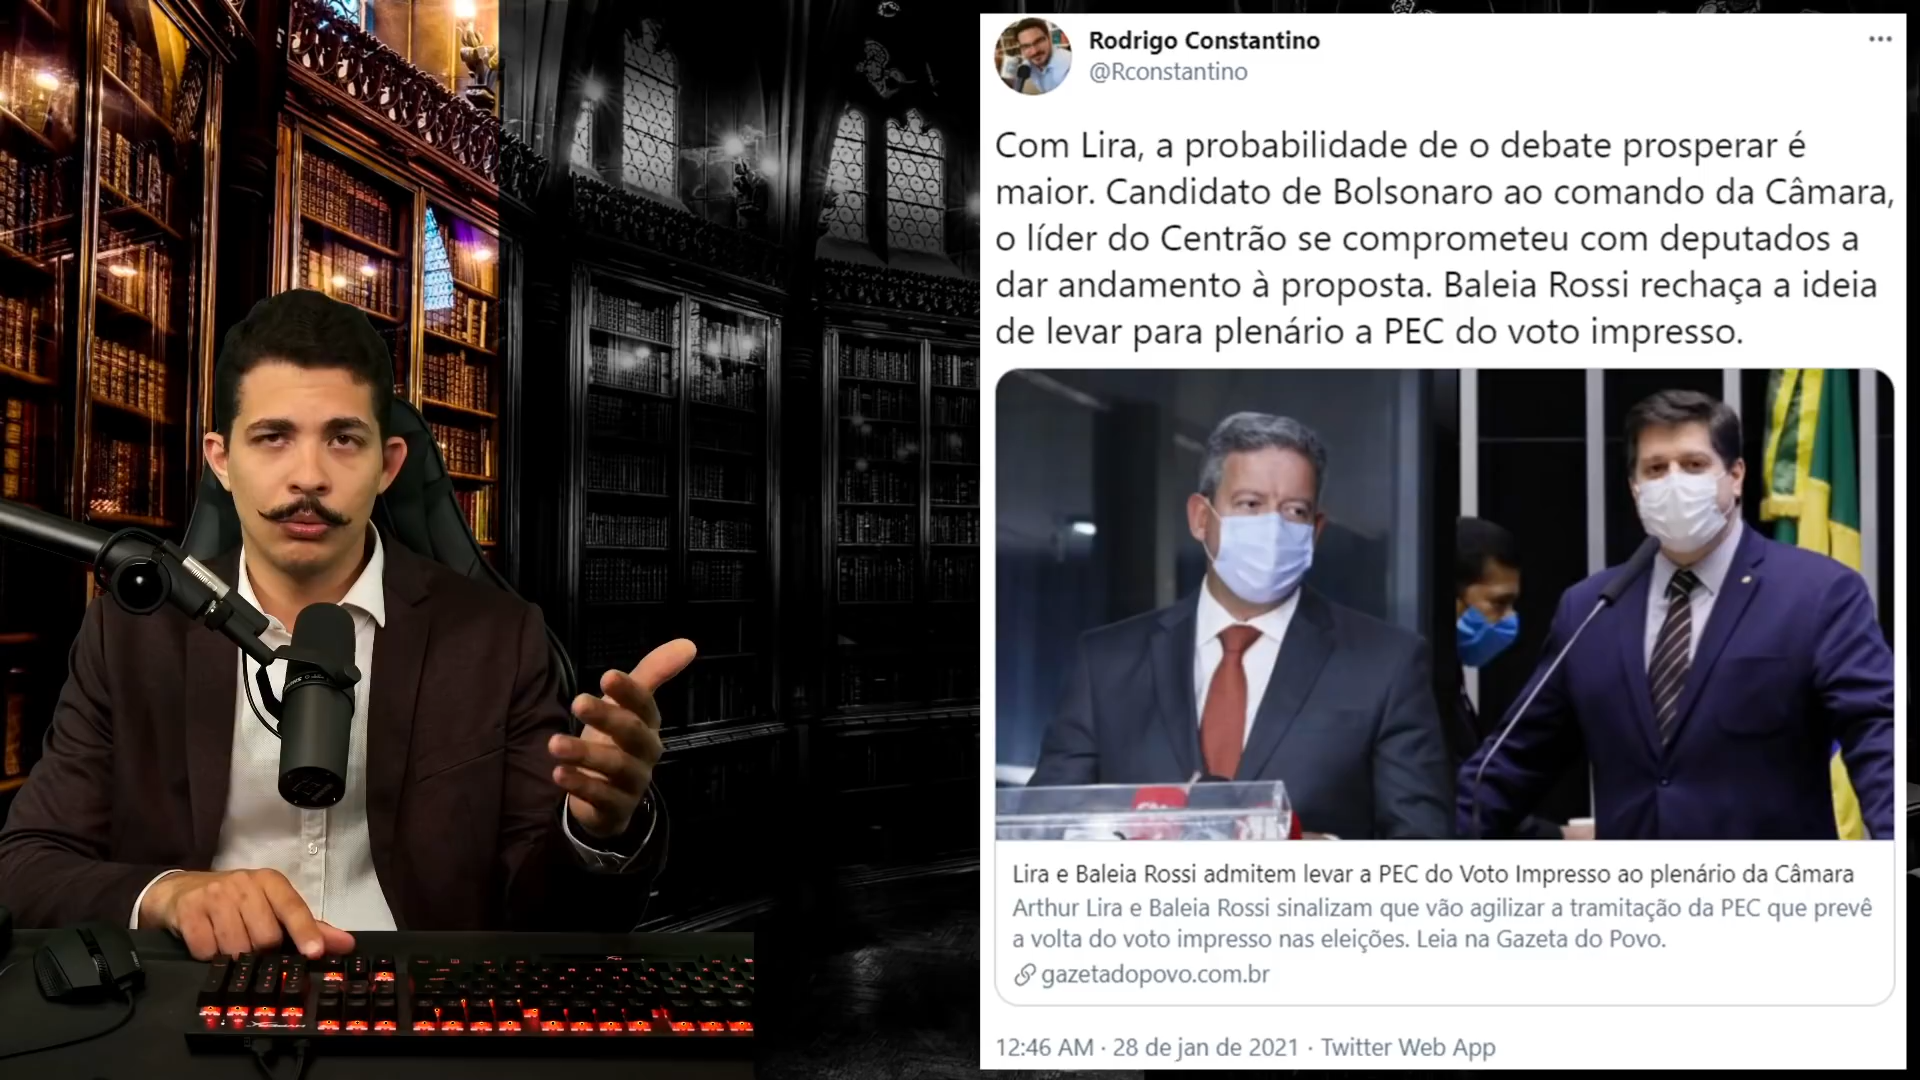 Rodrigo Constantino
@Rconstantino
Com Lira, a probabilidade de o debate prosperar é
maior. Candidato de Bolsonaro ao comando da Câmara,
o líder do Centrão se comprometeu com deputados a
dar andamento à proposta. Baleia Rossi rechaça a ideia
de levar para plenário a PEC do voto impresso.
Lira e Baleia Rossi admitem levar a PEC do Voto Impresso ao plenário da Câmara
Arthur Lira e Baleia Rossi sinalizam que vão agilizar a tramitação da PEC que prevê
a volta do voto impresso nas eleições. Leia na Gazeta do Povo.
gazetadopovo.com.br
12:46 AM · 28 de jan de 2021 · Twitter Web App